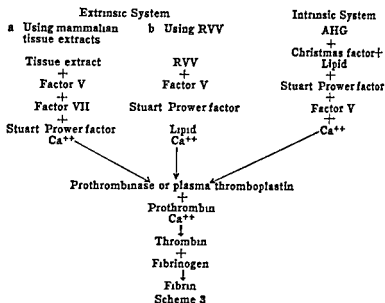 Extrinsic System
a Using mammalian tissue extracts
Tissue extract
+
Factor V
+
Factor VII
+
Stuart Prower factor
Ca++
b Using RVV
RVV
+
Factor V
Stuart Prower factor
Lipid
Ca++
Intrinsic System
AHG
+
Christmas factor+
Lipid
+
Stuart Prower factor
+
Factor V
+
Ca++
Prothrombinase or plasma thromboplastin
+
Prothrombin
Ca++
Thrombin
+
Fibrinogen
Fibrin
Scheme 3